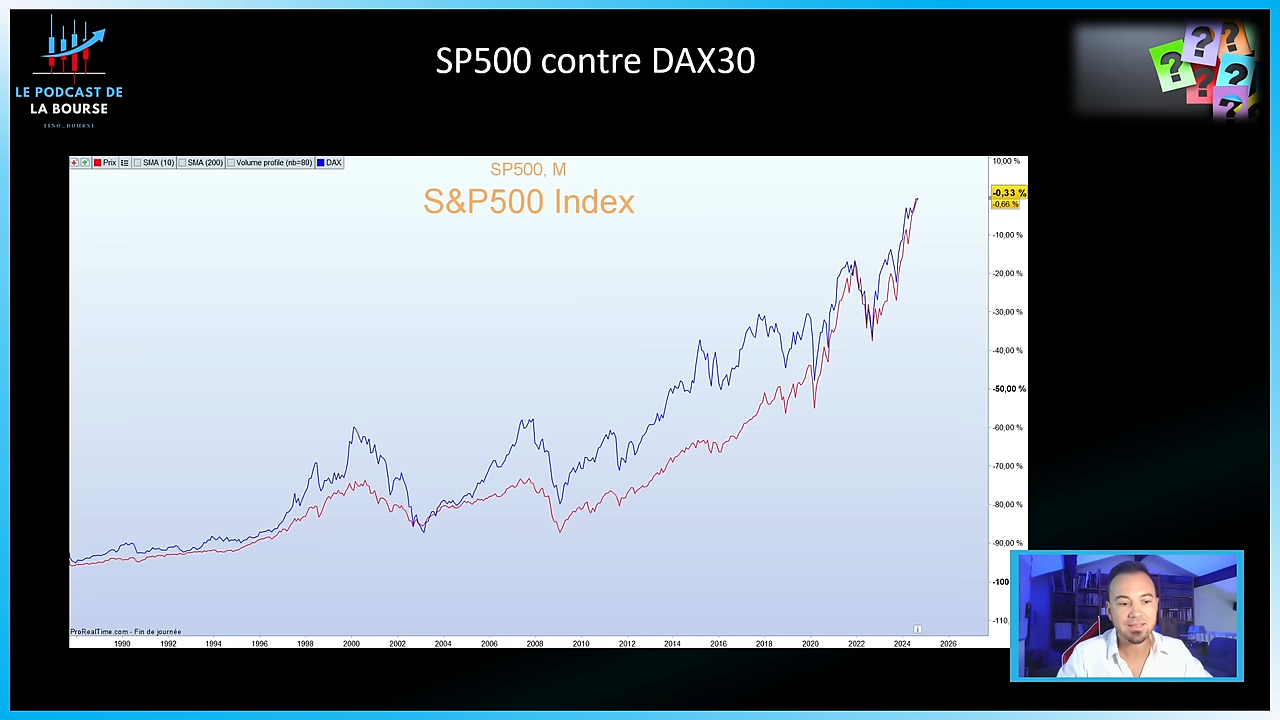 LE PODCAST DE
LA BOURSE
TINO_BOURSE
SP500 contre DAX30
? ? ? ? ? ?
Prix SMA (10) SMA (200) Volume profile (nb=80) DAX
SP500, M
S&P500 Index
10,00 %
-0,33 %
-0,66 %
-10,00 %
-20,00 %
-30,00 %
-40,00 %
-50,00 %
-60,00 %
-70,00 %
-80,00 %
-90,00 %
-100
-110,
ProRealTime.com - Fin de journée
1990 1992 1994 1996 1998 2000 2002 2004 2006 2008 2010 2012 2014 2016 2018 2020 2022 2024 2026